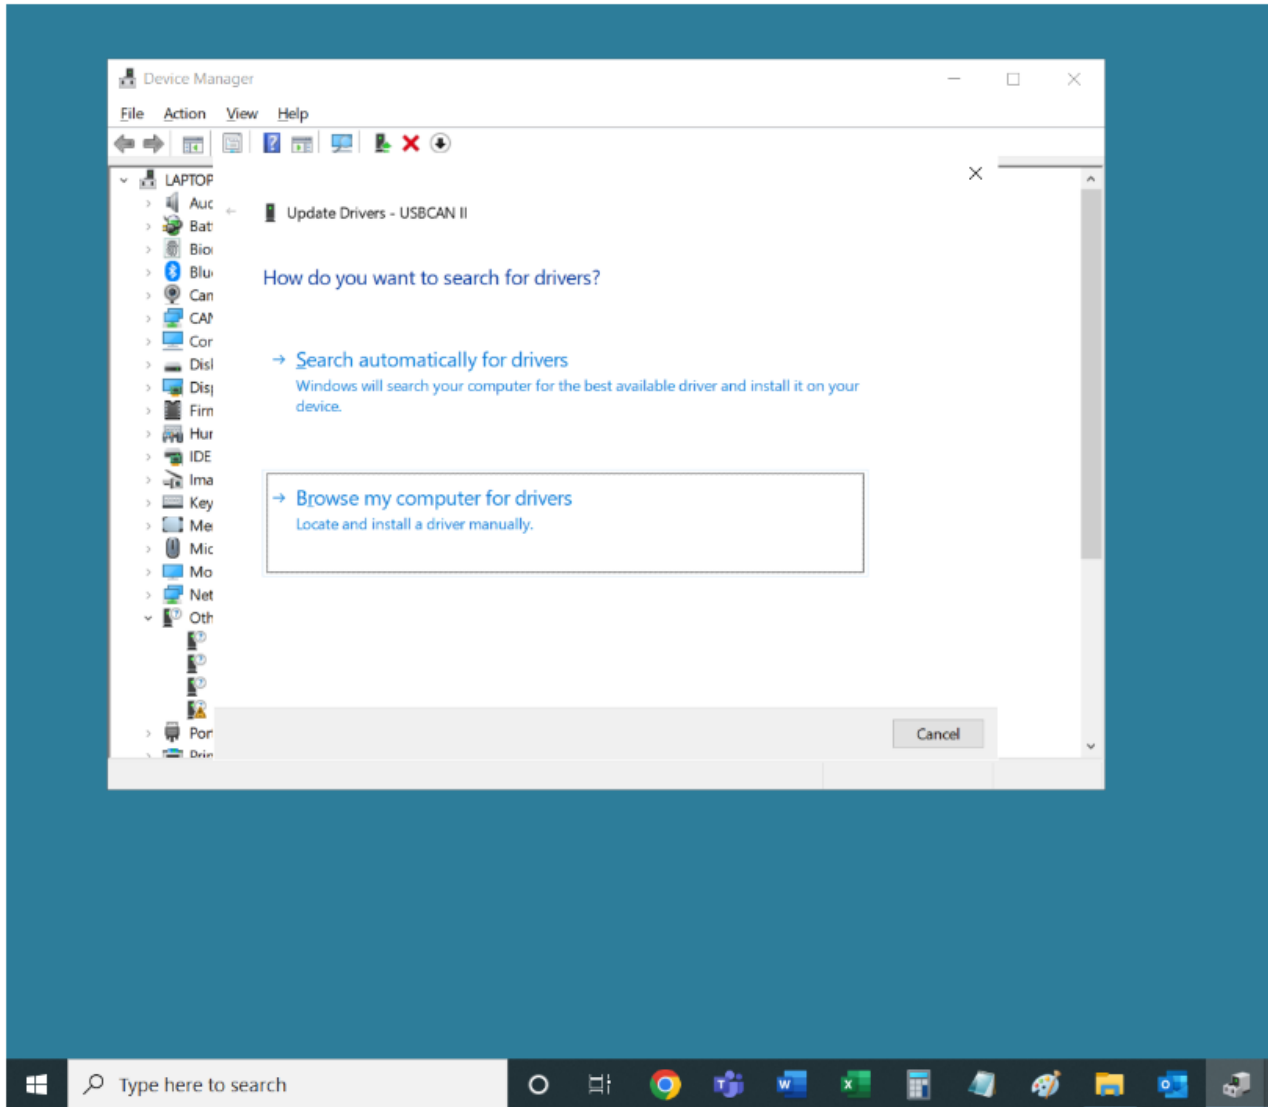 Device Manager
File Action View Help
LAPTOP
Update Drivers - USBCAN II
How do you want to search for drivers?
Search automatically for drivers
Windows will search your computer for the best available driver and install it on your
device.
Browse my computer for drivers
Locate and install a driver manually.
Cancel
Auc
Bat
Bio
Blu
Can
CAN
Cor
Disl
Disp
Firn
Hur
IDE
Ima
Key
Me
Mic
Mo
Net
Oth
Por
Prin
Type here to search